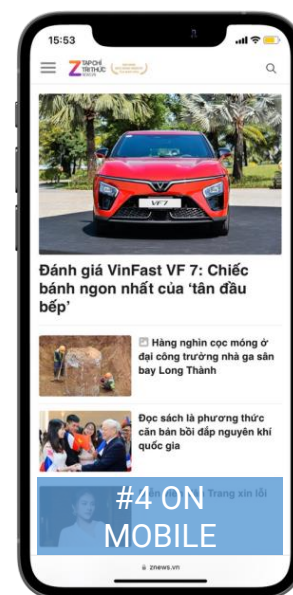 15:53
Z TẠP CHÍ
TRI THỨC
Đánh giá VinFast VF 7: Chiếc
bánh ngon nhất của ‘tân đầu
bếp’
VF7
Hàng nghìn cọc móng ở
đại công trường nhà ga sân
bay Long Thành
Đọc sách là phương thức
căn bản bồi đắp nguyên khí
quốc gia
Trang xin lỗi
#4 ON
MOBILE
znews.vn